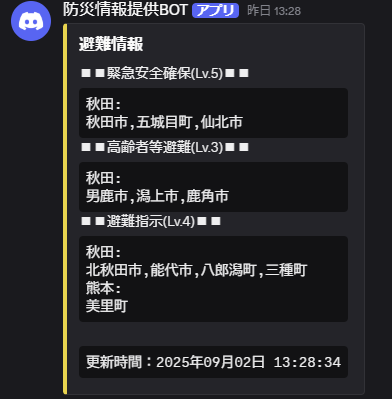 防災情報提供BOT アプリ 昨日 13:28
避難情報
■■緊急安全確保(Lv.5)■■
秋田:
秋田市,五城目町,仙北市
■■高齢者等避難(Lv.3)■■
秋田:
男鹿市,潟上市,鹿角市
■■避難指示(Lv.4)■■
秋田:
北秋田市,能代市,八郎潟町,三種町
熊本:
美里町
更新時間：2025年09月02日 13:28:34